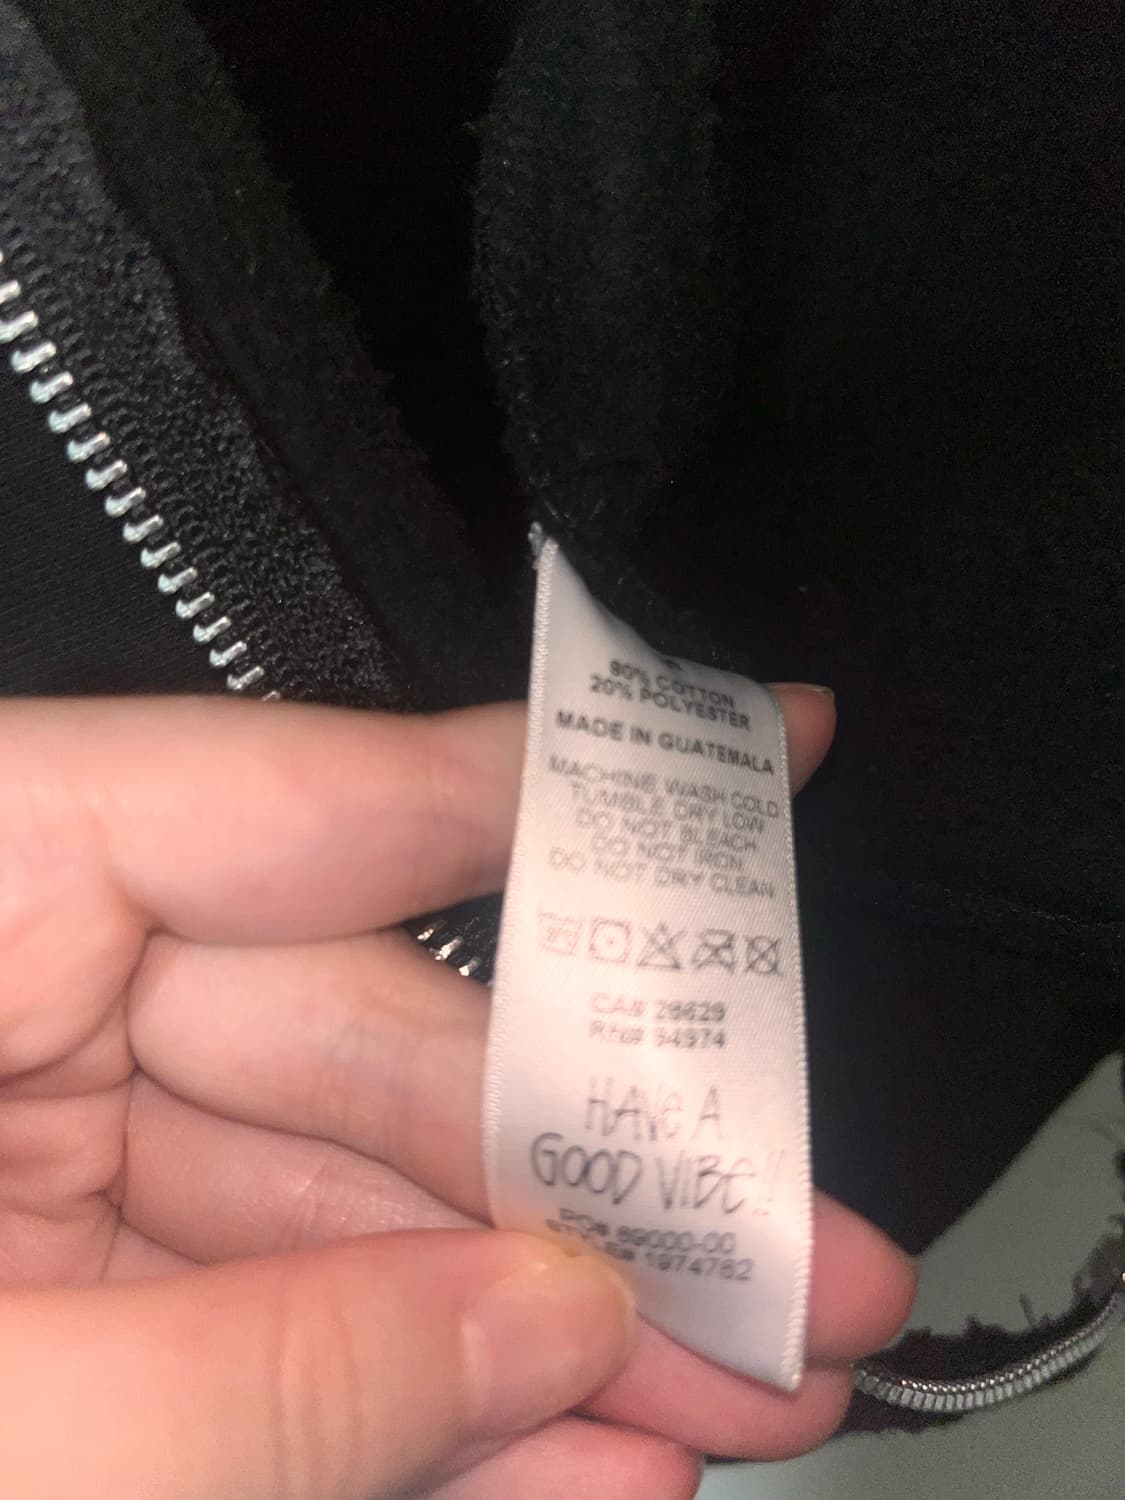 80% COTTON
20% POLYESTER
MADE IN GUATEMALA
MACHINE WASH COLD
TUMBLE DRY LOW
DO NOT BLEACH
DO NOT IRON
DO NOT DRY CLEAN
CA# 28629
RN# 94974
HAVE A
GOOD VIBE!!
PO# 89000-00
STYLE# 1974762